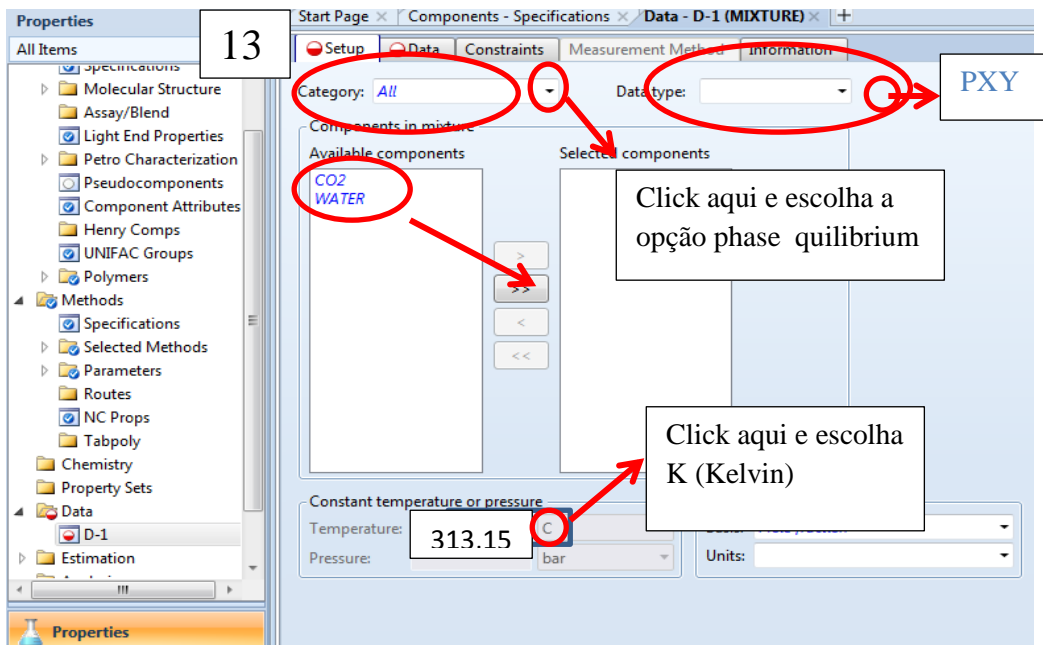 Properties
All Items
Specifications
Molecular Structure
Assay/Blend
Light End Properties
Petro Characterization
Pseudocomponents
Component Attributes
Henry Comps
UNIFAC Groups
Polymers
Methods
Specifications
Selected Methods
Parameters
Routes
NC Props
Tabpoly
Chemistry
Property Sets
Data
D-1
Estimation
Properties
13
Start Page Components - Specifications Data - D-1 (MIXTURE) +
Setup Data Constraints Measurement Method Information
Category: All Data type:
PXY
Components in mixture
Available components Selected components
CO2
WATER
>
>>
<
<<
Click aqui e escolha a
opção phase quilibrium
Click aqui e escolha
K (Kelvin)
Constant temperature or pressure
Temperature: 313.15 C
Pressure: bar
Units: